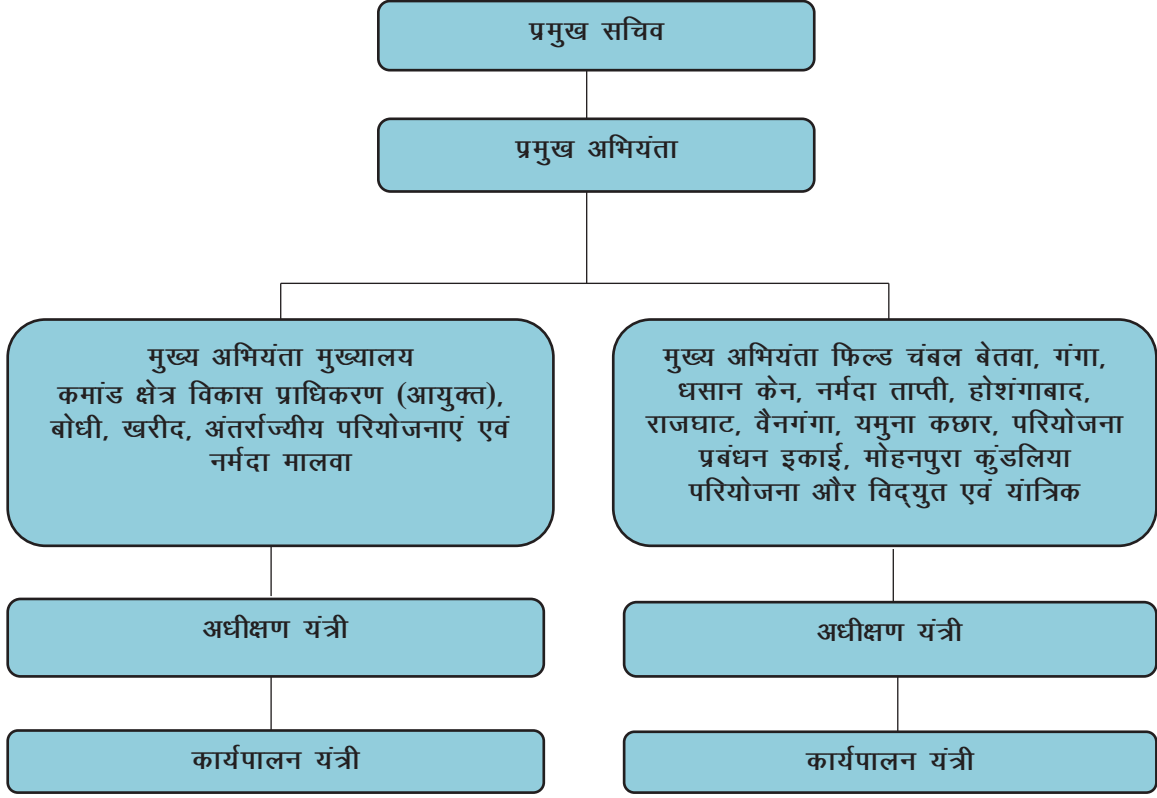 प्रमुख सचिव
प्रमुख अभियंता
मुख्य अभियंता मुख्यालय
कमांड क्षेत्र विकास प्राधिकरण (आयुक्त),
बोधी, खरीद, अंतर्राज्यीय परियोजनाएं एवं
नर्मदा मालवा
मुख्य अभियंता फिल्ड चंबल बेतवा, गंगा,
धसान केन, नर्मदा ताप्ती, होशंगाबाद,
राजघाट, वैनगंगा, यमुना कछार, परियोजना
प्रबंधन इकाई, मोहनपुरा कुंडलिया
परियोजना और विद्युत एवं यांत्रिक
अधीक्षण यंत्री
अधीक्षण यंत्री
कार्यपालन यंत्री
कार्यपालन यंत्री